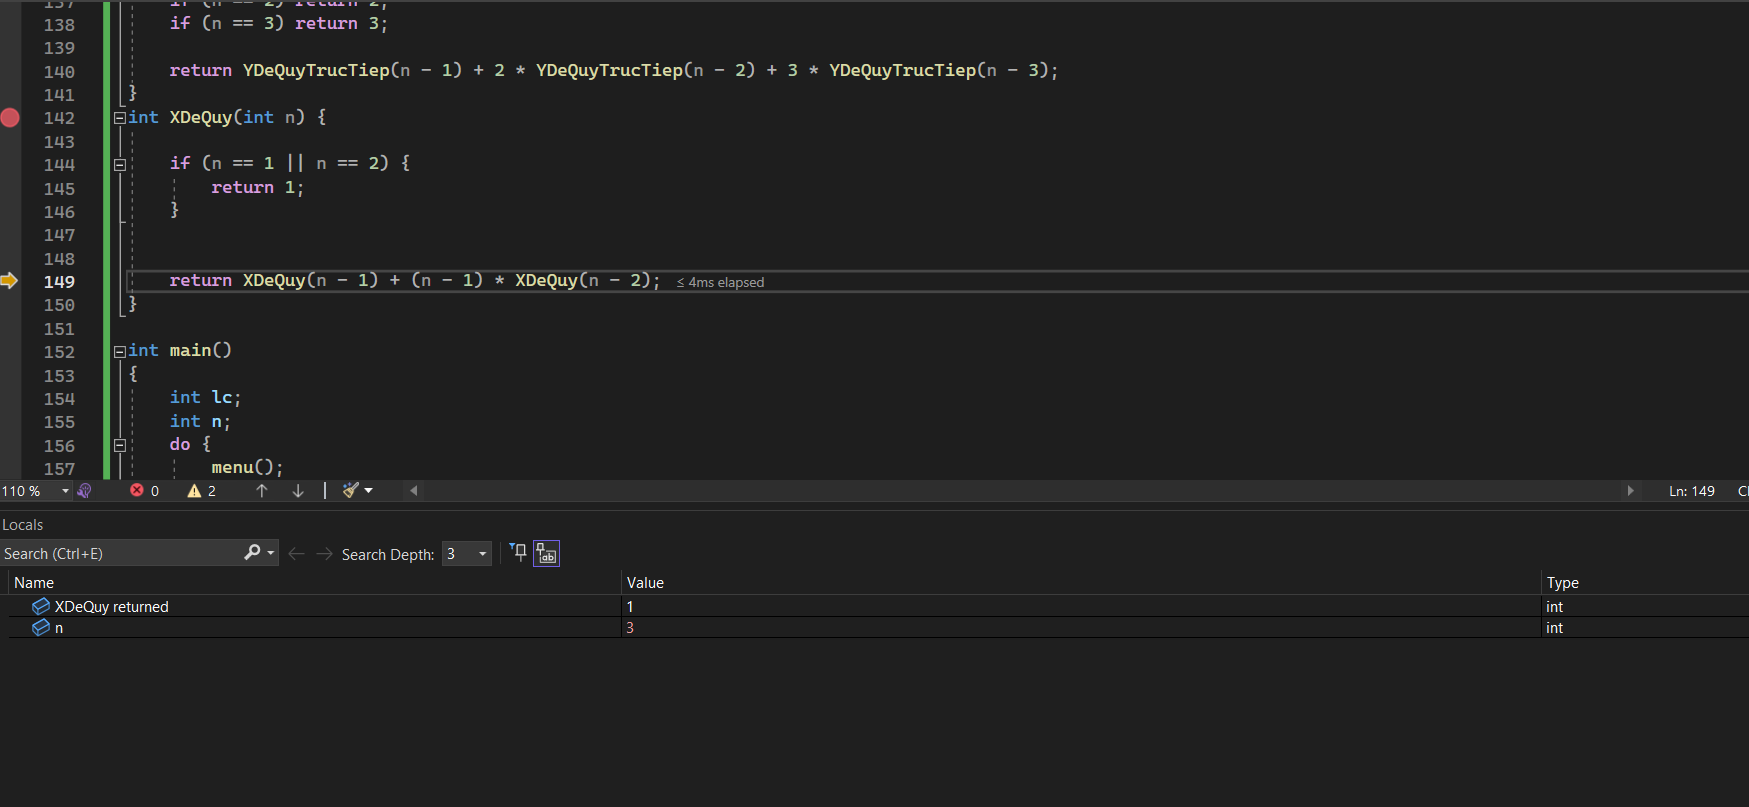 137 if (n == 2) return 2;
138 if (n == 3) return 3;
139
140 return YDeQuyTrucTiep(n - 1) + 2 * YDeQuyTrucTiep(n - 2) + 3 * YDeQuyTrucTiep(n - 3);
141 }
142 int XDeQuy(int n) {
143
144 if (n == 1 || n == 2) {
145 return 1;
146 }
147
148
149 return XDeQuy(n - 1) + (n - 1) * XDeQuy(n - 2); ≤ 4ms elapsed
150 }
151
152 int main()
153 {
154 int lc;
155 int n;
156 do {
157 menu();
110 % 0 2 Ln: 149
Locals
Search (Ctrl+E) Search Depth: 3
Name Value Type
XDeQuy returned 1 int
n 3 int